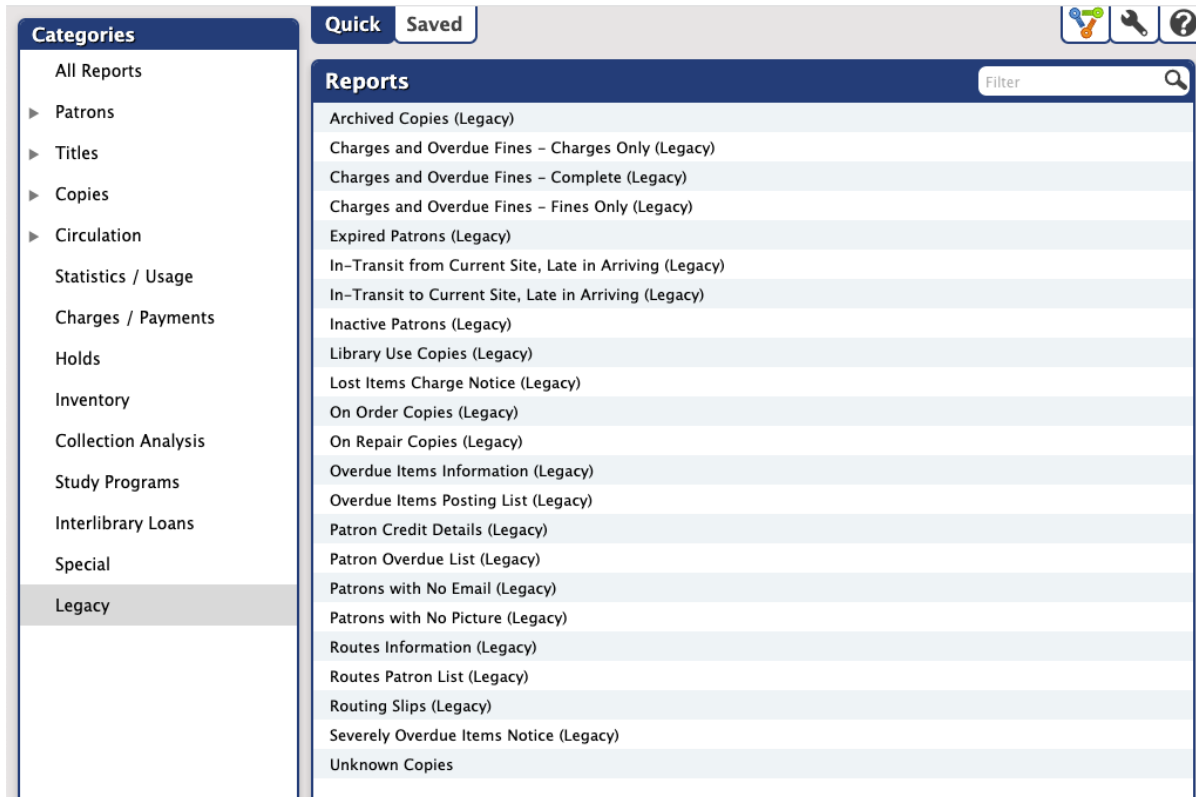 Categories
All Reports
Patrons
Titles
Copies
Circulation
Statistics / Usage
Charges / Payments
Holds
Inventory
Collection Analysis
Study Programs
Interlibrary Loans
Special
Legacy
Quick
Saved
Reports
Filter
Archived Copies (Legacy)
Charges and Overdue Fines – Charges Only (Legacy)
Charges and Overdue Fines – Complete (Legacy)
Charges and Overdue Fines – Fines Only (Legacy)
Expired Patrons (Legacy)
In-Transit from Current Site, Late in Arriving (Legacy)
In-Transit to Current Site, Late in Arriving (Legacy)
Inactive Patrons (Legacy)
Library Use Copies (Legacy)
Lost Items Charge Notice (Legacy)
On Order Copies (Legacy)
On Repair Copies (Legacy)
Overdue Items Information (Legacy)
Overdue Items Posting List (Legacy)
Patron Credit Details (Legacy)
Patron Overdue List (Legacy)
Patrons with No Email (Legacy)
Patrons with No Picture (Legacy)
Routes Information (Legacy)
Routes Patron List (Legacy)
Routing Slips (Legacy)
Severely Overdue Items Notice (Legacy)
Unknown Copies